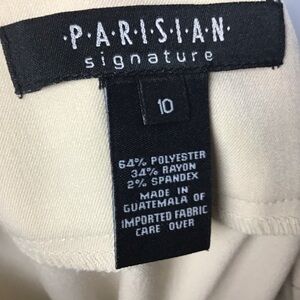 P·A·R·I·S·I·A·N
signature
10
64% POLYESTER
34% RAYON
2% SPANDEX
MADE IN
GUATEMALA OF
IMPORTED FABRIC
CARE OVER